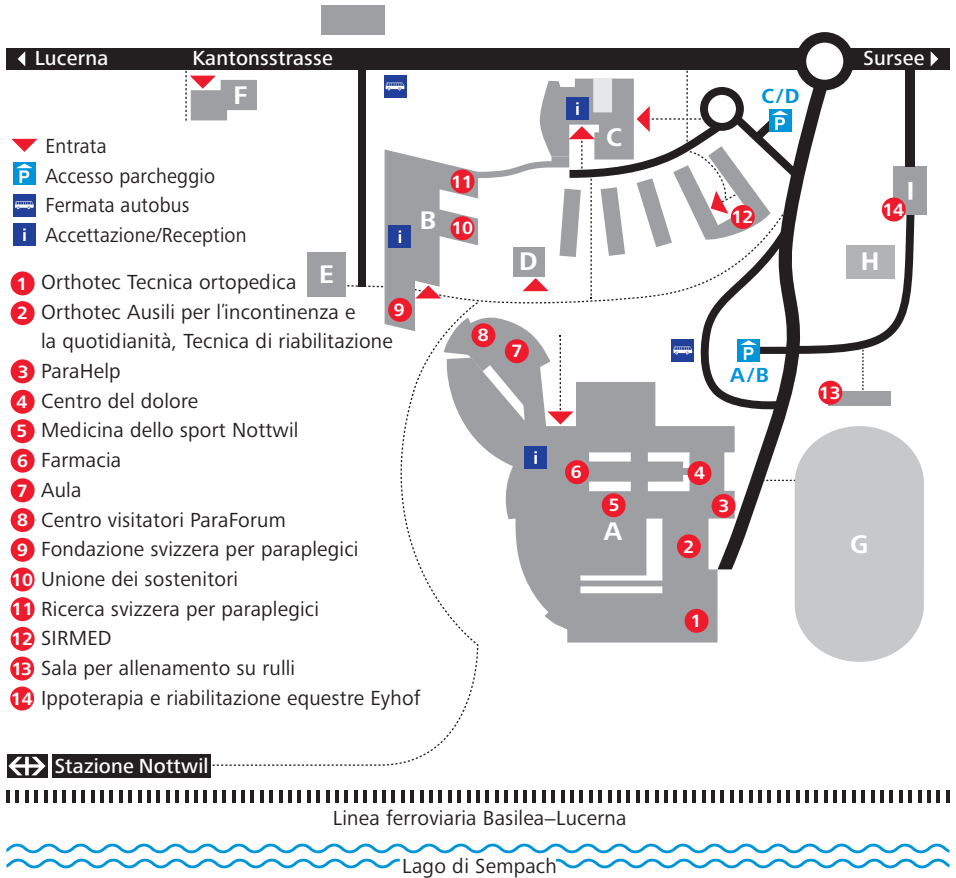 Lucerna
Kantonsstrasse
Sursee
F
C/D
P
i
C
Entrata
P Accesso parcheggio
Fermata autobus
i Accettazione/Reception
11
B
10
i
12
I
14
E
D
H
9
1 Orthotec Tecnica ortopedica
2 Orthotec Ausili per l'incontinenza e
la quotidianità, Tecnica di riabilitazione
3 ParaHelp
4 Centro del dolore
5 Medicina dello sport Nottwil
6 Farmacia
7 Aula
8 Centro visitatori ParaForum
9 Fondazione svizzera per paraplegici
10 Unione dei sostenitori
11 Ricerca svizzera per paraplegici
12 SIRMED
13 Sala per allenamento su rulli
14 Ippoterapia e riabilitazione equestre Eyhof
8
7
P
A/B
13
i
6
4
5
3
A
2
G
1
Stazione Nottwil
Linea ferroviaria Basilea–Lucerna
Lago di Sempach